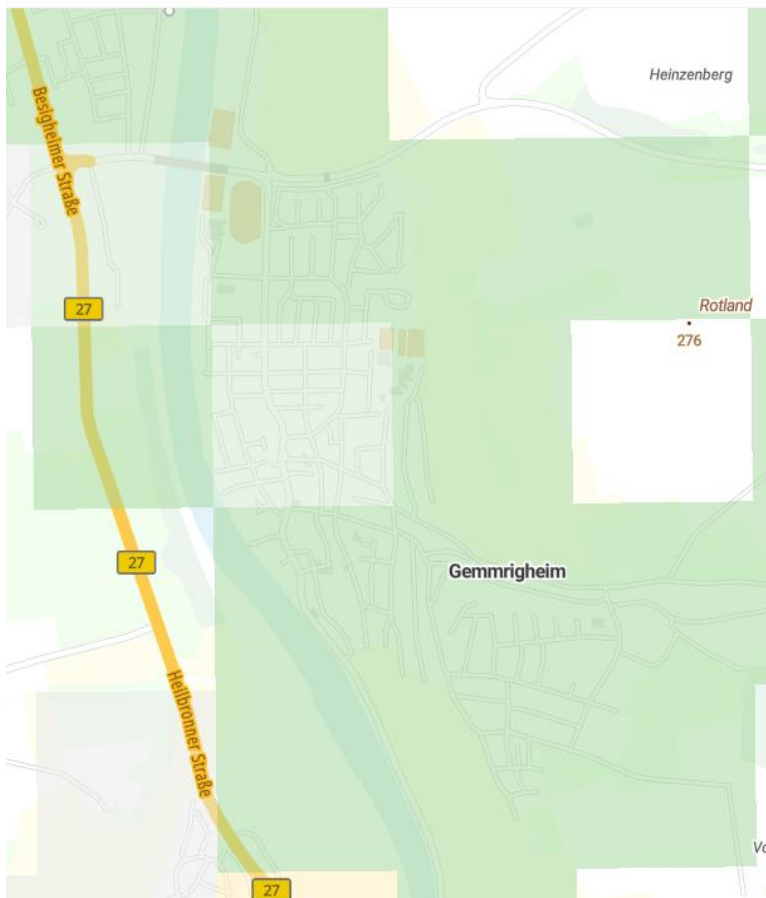 Heinzenberg
Besigheimer Straße
27
Rotland
276
27
Gemmrigheim
Heilbronner Straße
27